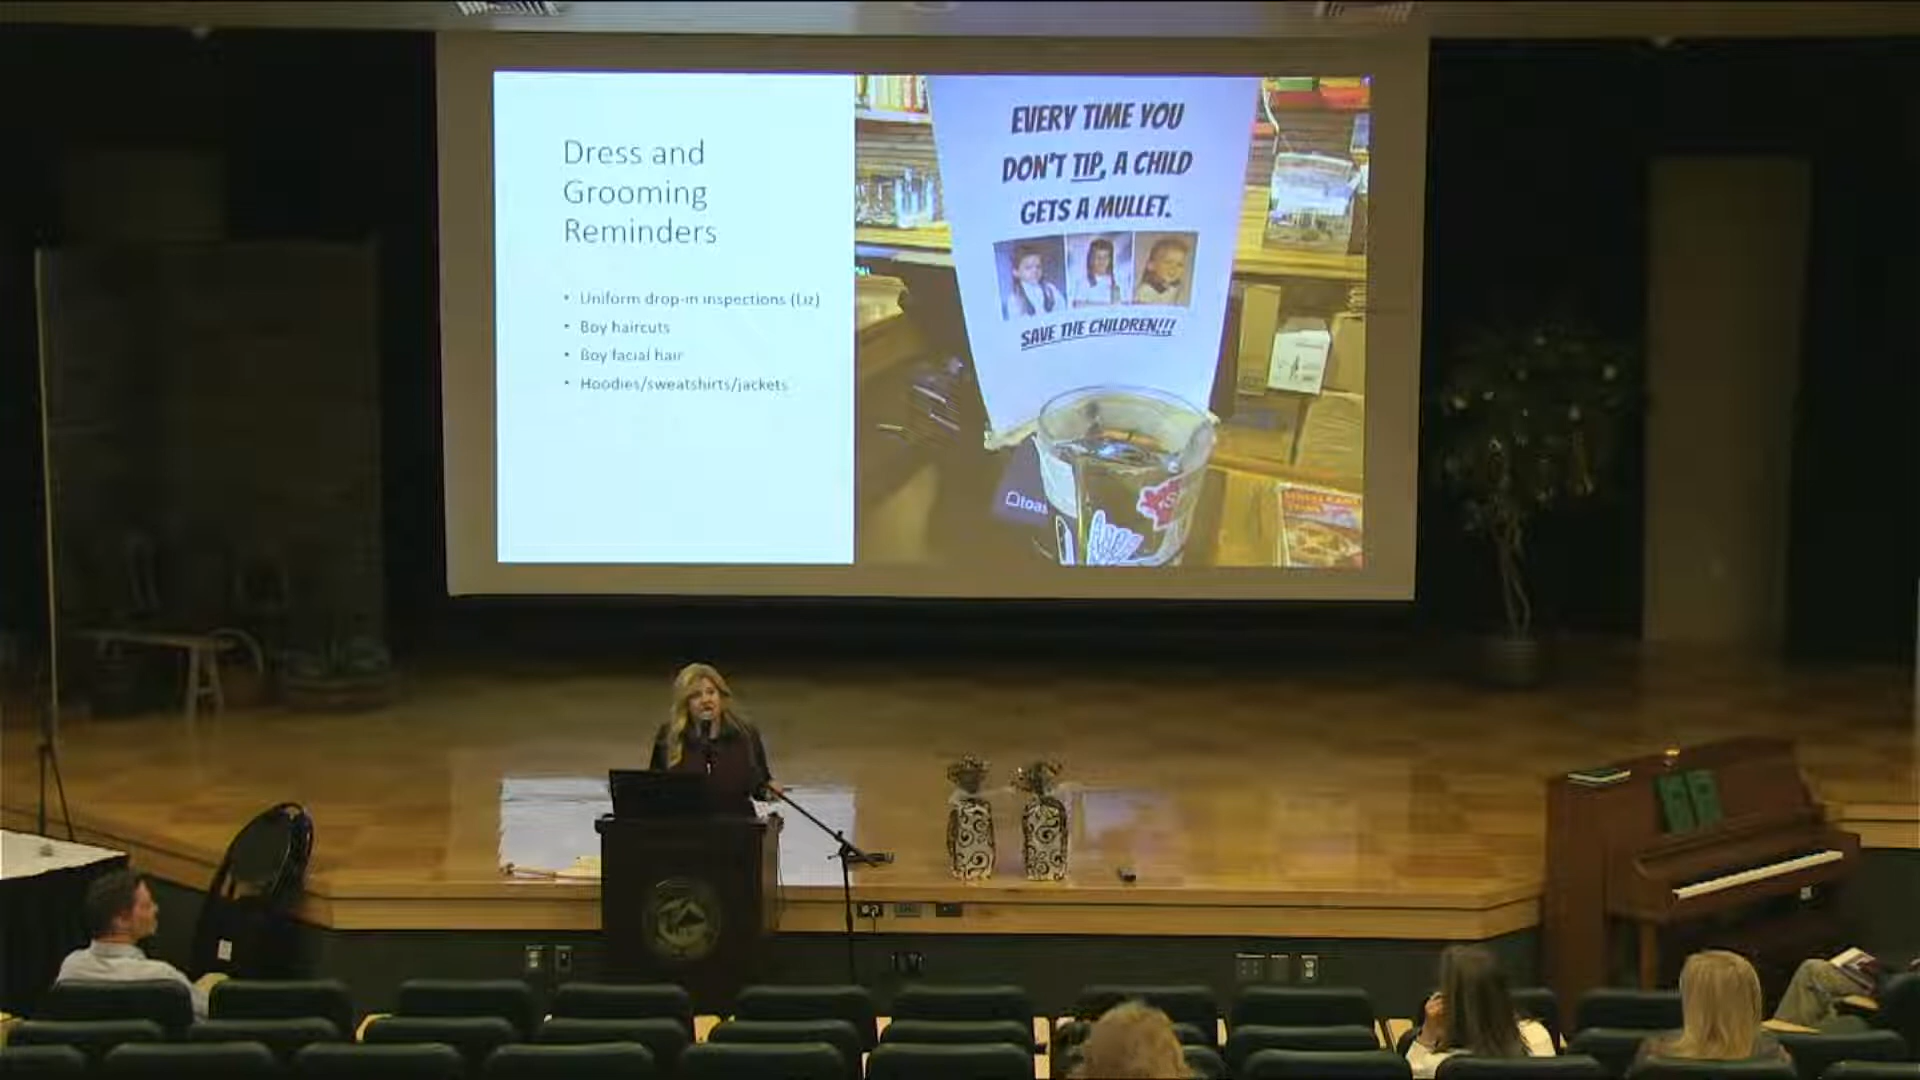 Dress and
Grooming
Reminders
• Uniform drop-in inspections (Liz)
• Boy haircuts
• Boy facial hair
• Hoodies/sweatshirts/jackets
EVERY TIME YOU
DON'T TIP, A CHILD
GETS A MULLET.
SAVE THE CHILDREN!!!
toas